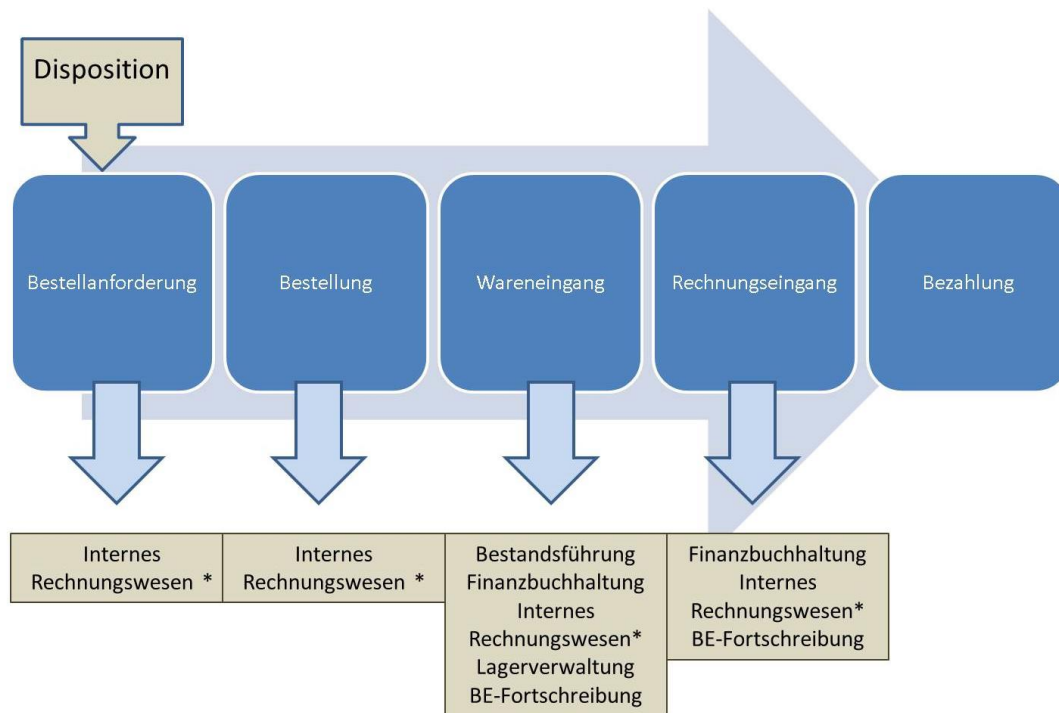 Disposition
Bestellanforderung
Bestellung
Wareneingang
Rechnungseingang
Bezahlung
Internes
Rechnungswesen *
Internes
Rechnungswesen *
Bestandsführung
Finanzbuchhaltung
Internes
Rechnungswesen*
Lagerverwaltung
BE-Fortschreibung
Finanzbuchhaltung
Internes
Rechnungswesen*
BE-Fortschreibung